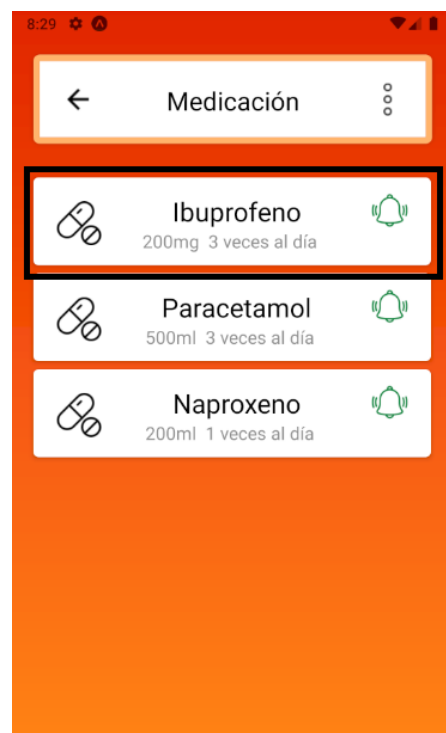 8:29
Medicación
Ibuprofeno
200mg 3 veces al día
Paracetamol
500ml 3 veces al día
Naproxeno
200ml 1 veces al día